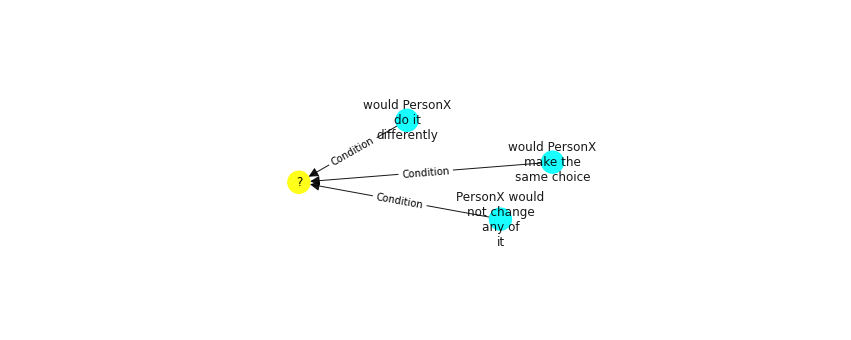 would PersonX
do it
differently
Condition
would PersonX
make the
same choice
Condition
?
Condition
PersonX would
not change
any of
it